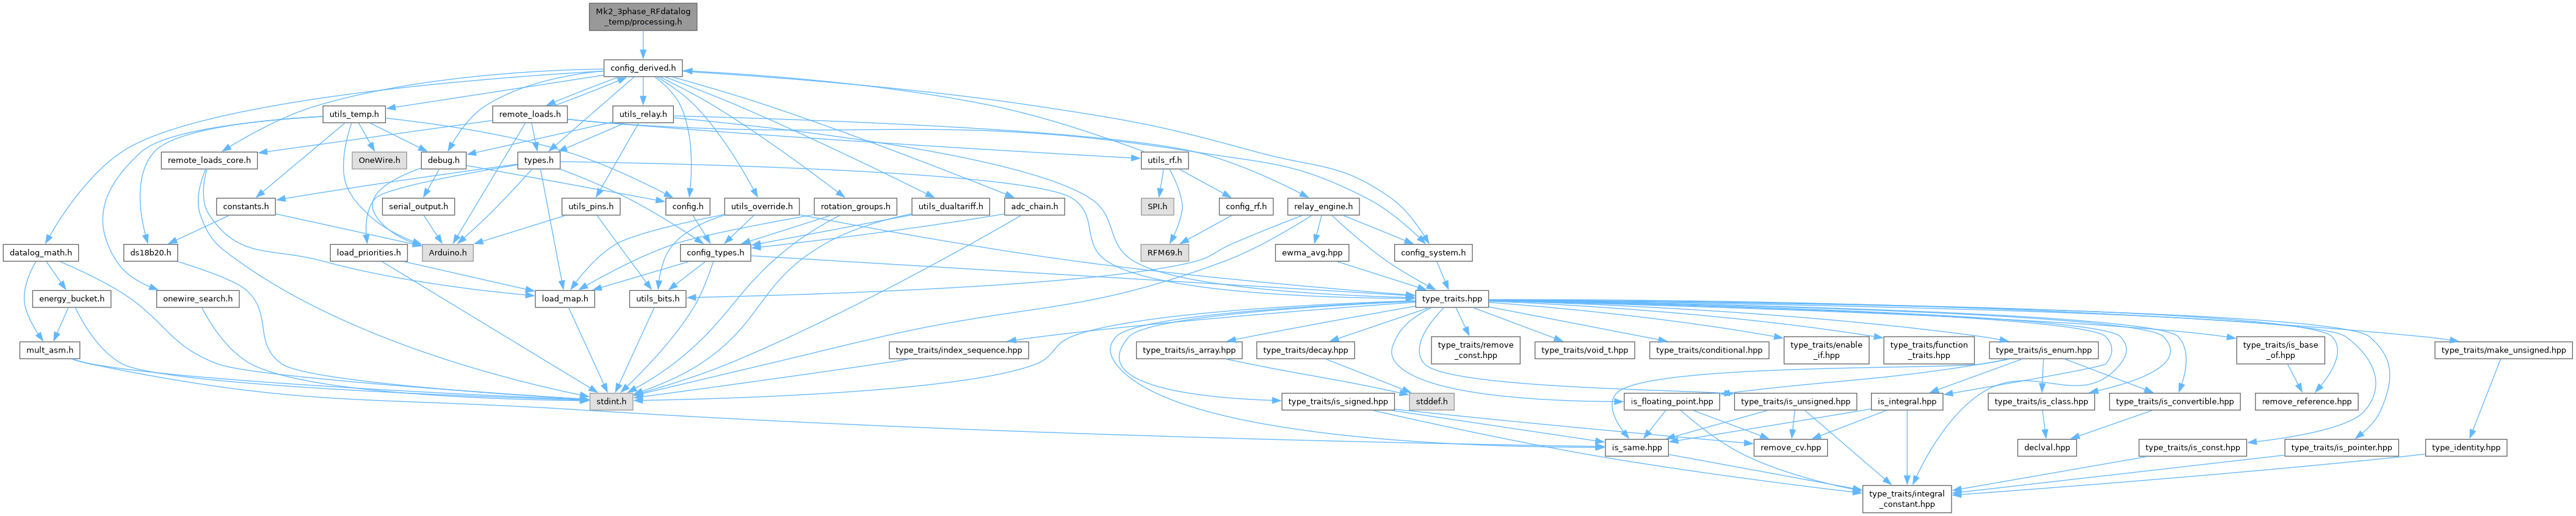 Mk2_3phase_RFdatalog
_temp/processing.h
config_derived.h
utils_temp.h
remote_loads.h
utils_relay.h
remote_loads_core.h
OneWire.h
debug.h
types.h
utils_rf.h
constants.h
serial_output.h
utils_pins.h
config.h
utils_override.h
rotation_groups.h
utils_dualtariff.h
adc_chain.h
SPI.h
config_rf.h
relay_engine.h
datalog_math.h
ds18b20.h
load_priorities.h
Arduino.h
config_types.h
RFM69.h
ewma_avg.hpp
config_system.h
energy_bucket.h
onewire_search.h
load_map.h
utils_bits.h
type_traits.hpp
mult_asm.h
type_traits/index_sequence.hpp
type_traits/is_array.hpp
type_traits/decay.hpp
type_traits/remove
_const.hpp
type_traits/void_t.hpp
type_traits/conditional.hpp
type_traits/enable
_if.hpp
type_traits/function
_traits.hpp
type_traits/is_enum.hpp
type_traits/is_base
_of.hpp
type_traits/make_unsigned.hpp
stdint.h
type_traits/is_signed.hpp
stddef.h
is_floating_point.hpp
type_traits/is_unsigned.hpp
is_integral.hpp
type_traits/is_class.hpp
type_traits/is_convertible.hpp
remove_reference.hpp
is_same.hpp
remove_cv.hpp
declval.hpp
type_traits/is_const.hpp
type_traits/is_pointer.hpp
type_identity.hpp
type_traits/integral
_constant.hpp